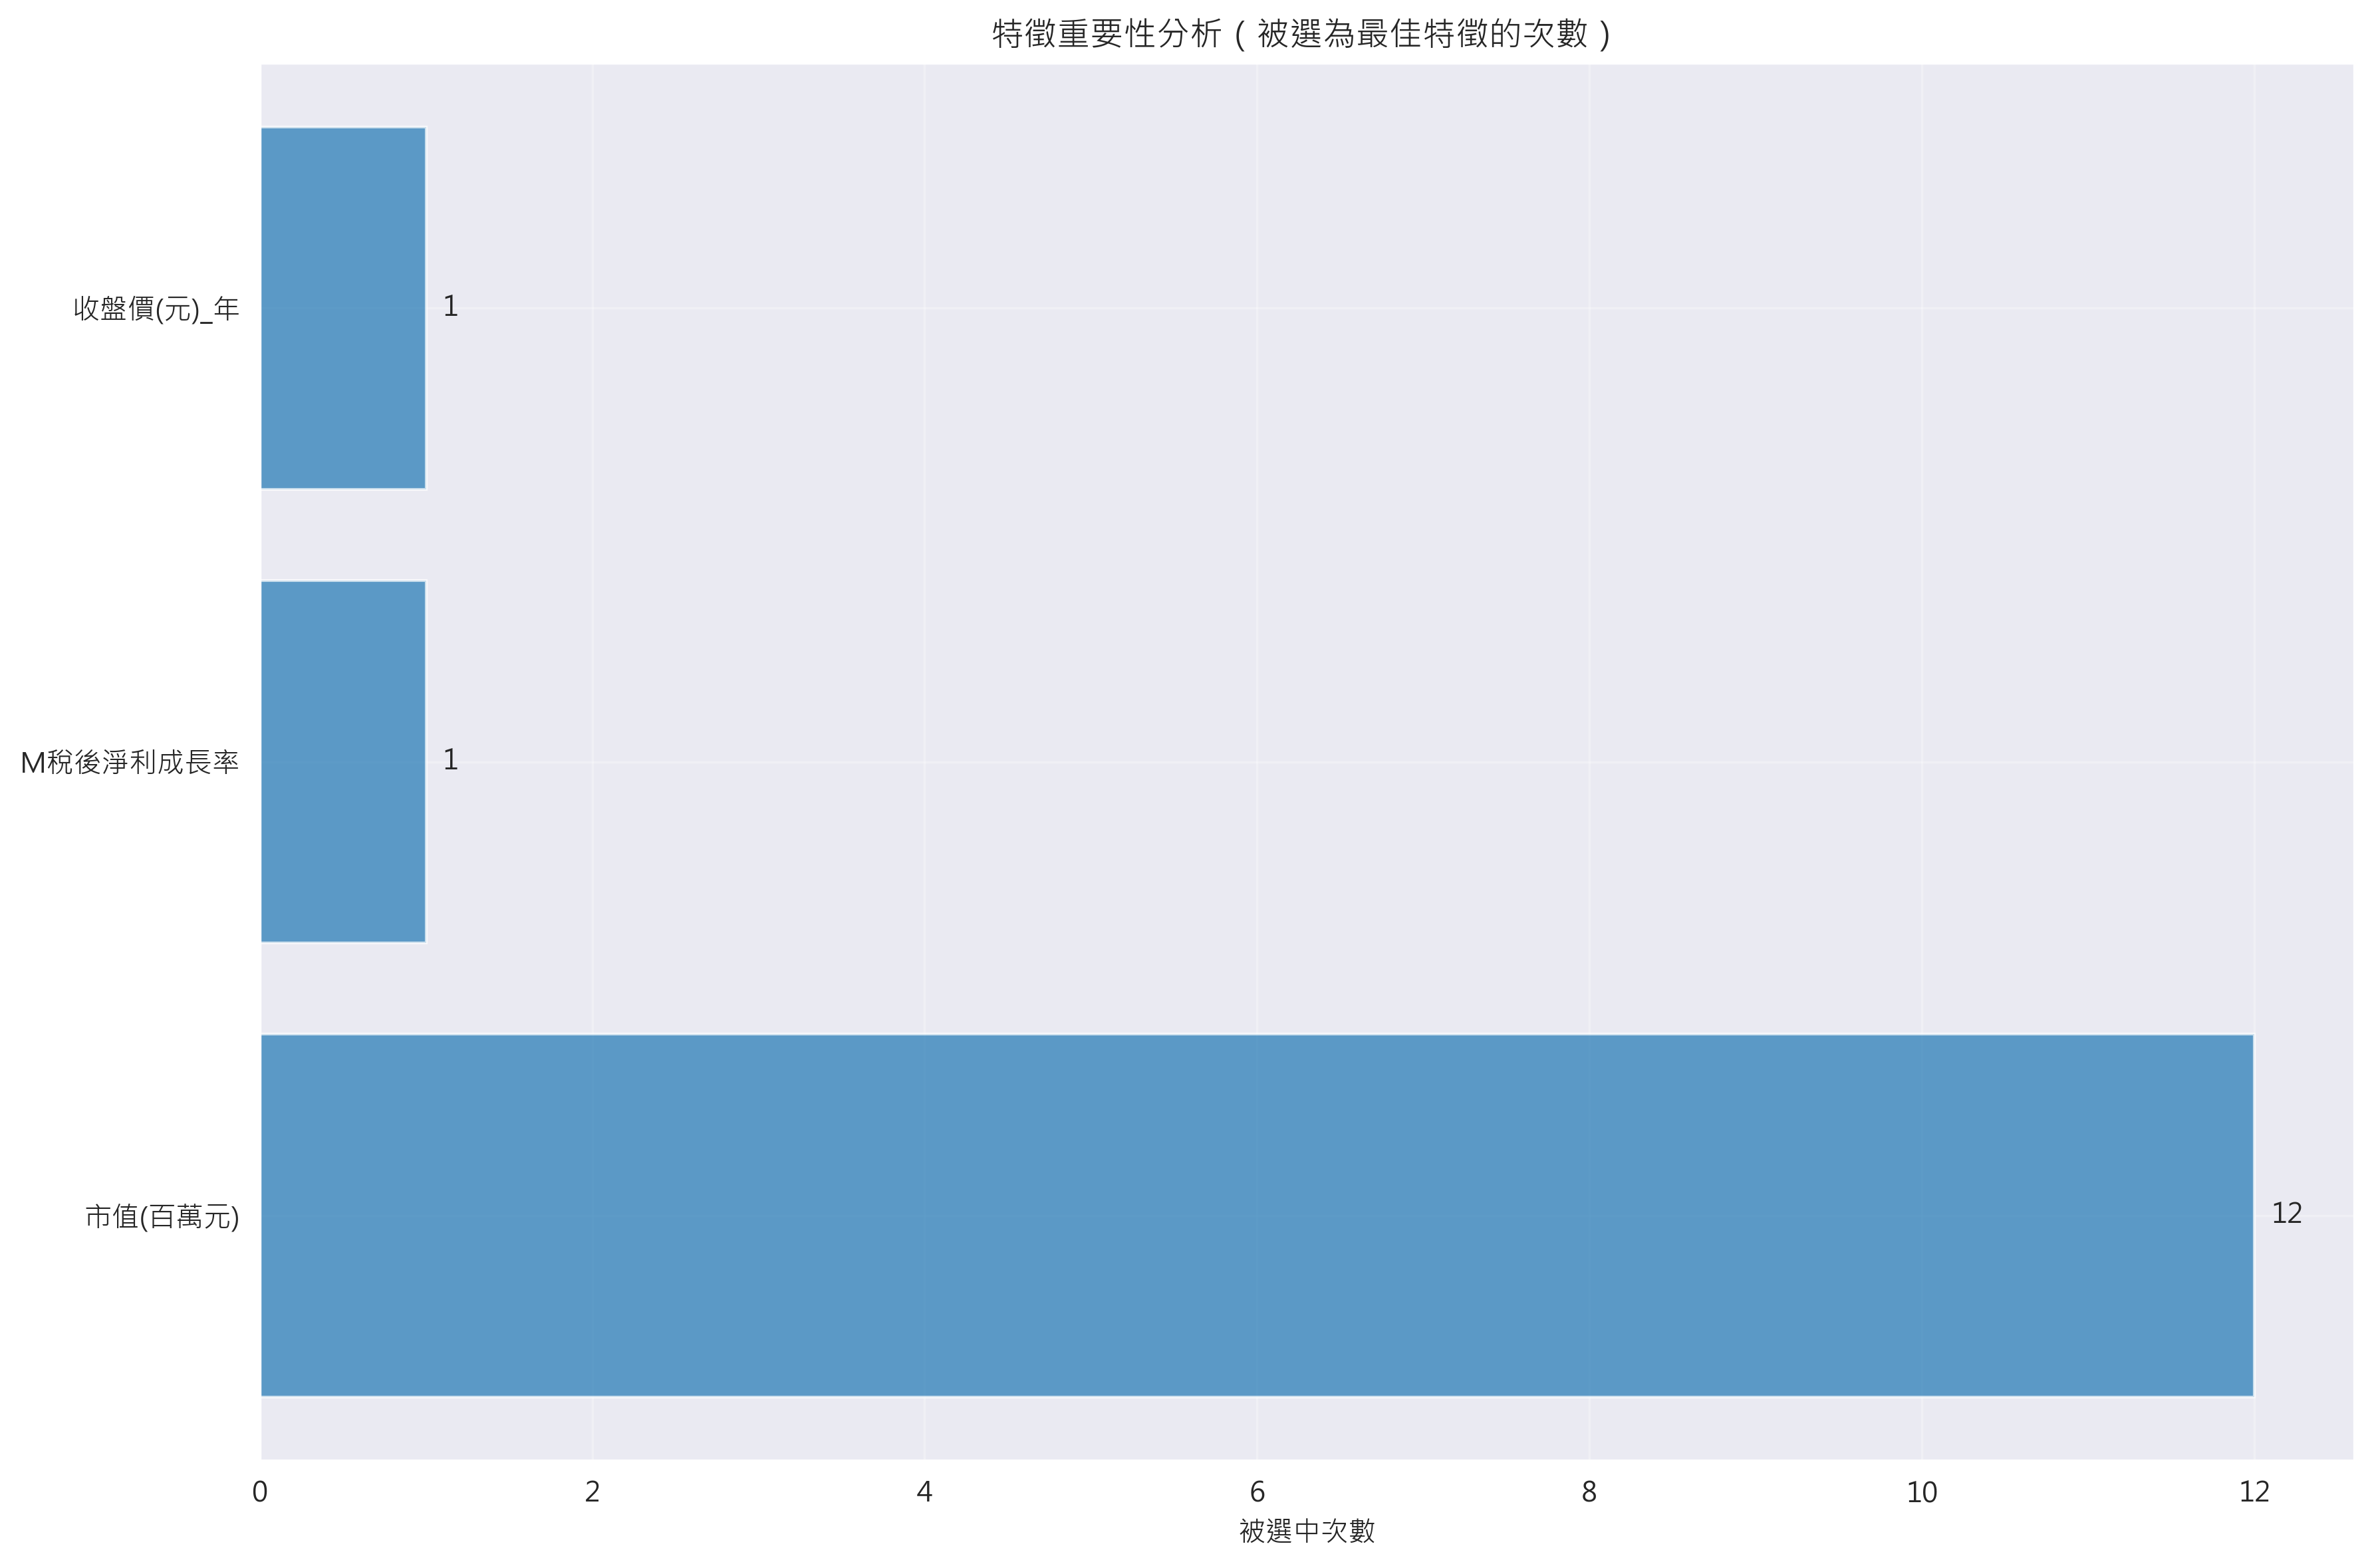 特徵重要性分析（被選為最佳特徵的次數）
收盤價(元)_年
1
M稅後淨利成長率
1
市值(百萬元)
12
0 2 4 6 8 10 12
被選中次數